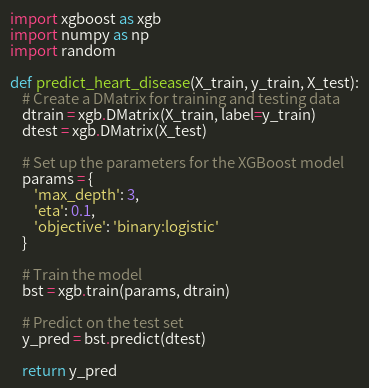 import xgboost as xgb
import numpy as np
import random

def predict_heart_disease(X_train, y_train, X_test):
    # Create a DMatrix for training and testing data
    dtrain = xgb.DMatrix(X_train, label=y_train)
    dtest = xgb.DMatrix(X_test)

    # Set up the parameters for the XGBoost model
    params = {
        'max_depth': 3,
        'eta': 0.1,
        'objective': 'binary:logistic'
    }

    # Train the model
    bst = xgb.train(params, dtrain)

    # Predict on the test set
    y_pred = bst.predict(dtest)

    return y_pred